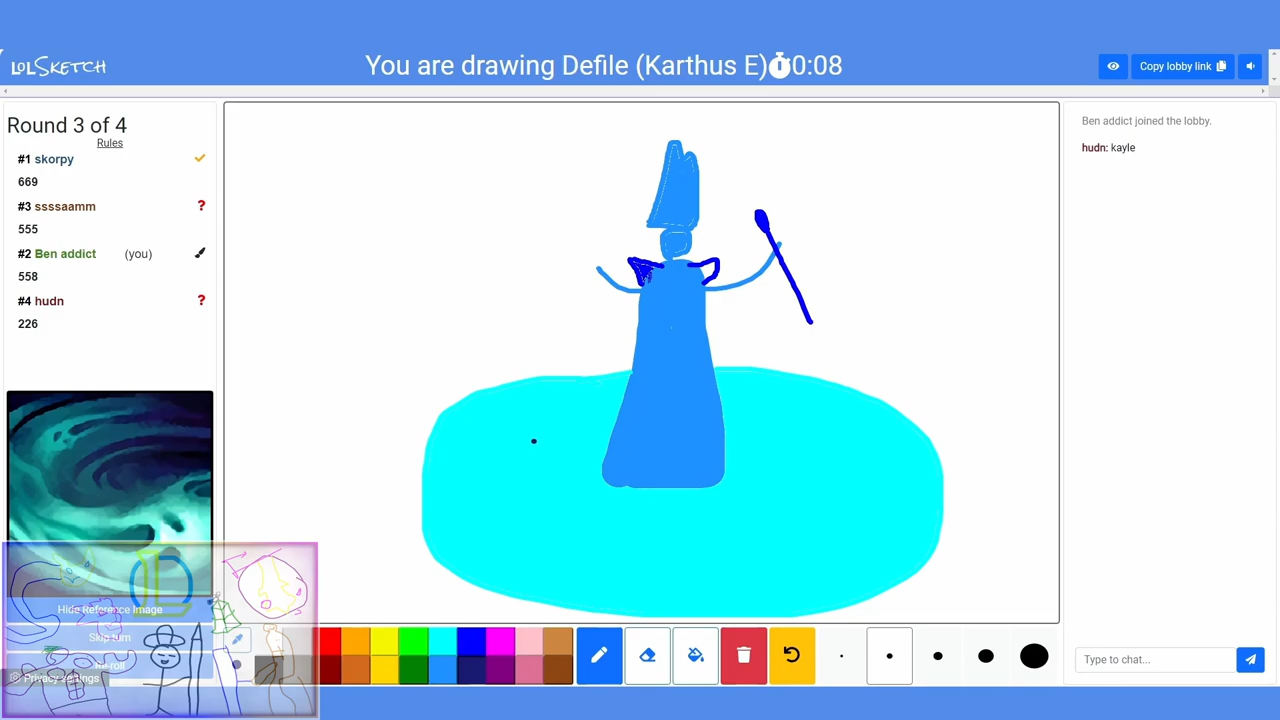 LOLSKETCH
You are drawing Defile (Karthus E) 0:08
Copy lobby link
Round 3 of 4
Rules
#1 skorpy
669
#3 ssssaamm
555
#2 Ben addict (you)
558
#4 hudn
226
Hide Reference Image
Skip turn
Re-roll
Privacy settings
Ben addict joined the lobby.
hudn: kayle
Type to chat...